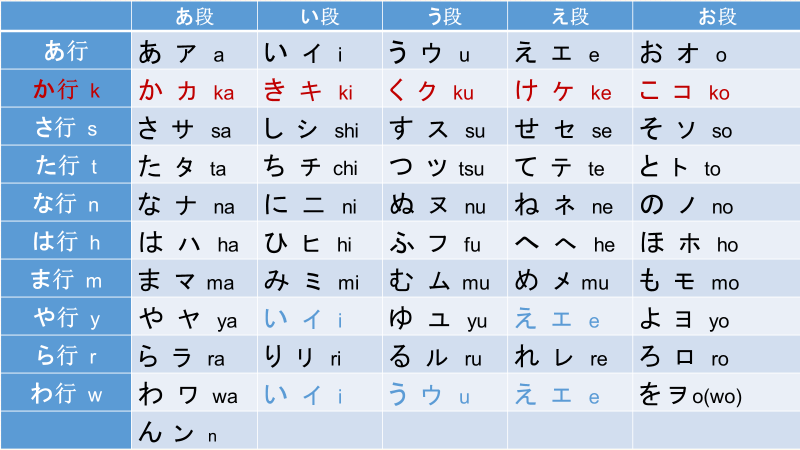 あ段 い段 う段 え段 お段
あ行 あ ア a い イ i う ウ u え エ e お オ o
か行 k か カ ka き キ ki く ク ku け ケ ke こ コ ko
さ行 s さ サ sa し シ shi す ス su せ セ se そ ソ so
た行 t た タ ta ち チ chi つ ツ tsu て テ te と ト to
な行 n な ナ na に ニ ni ぬ ヌ nu ね ネ ne の ノ no
は行 h は ハ ha ひ ヒ hi ふ フ fu へ ヘ he ほ ホ ho
ま行 m ま マ ma み ミ mi む ム mu め メ mu も モ mo
や行 y や ヤ ya い イ i ゆ ユ yu え エ e よ ヨ yo
ら行 r ら ラ ra り リ ri る ル ru れ レ re ろ ロ ro
わ行 w わ ワ wa い イ i う ウ u え エ e を ヲ o(wo)
ん ン n